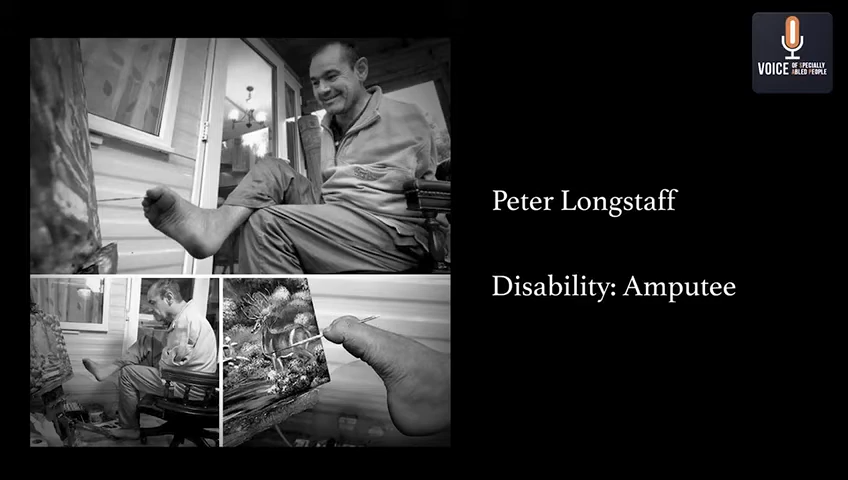 VOICE OF SPECIALLY
ABLED PEOPLE
Peter Longstaff
Disability: Amputee